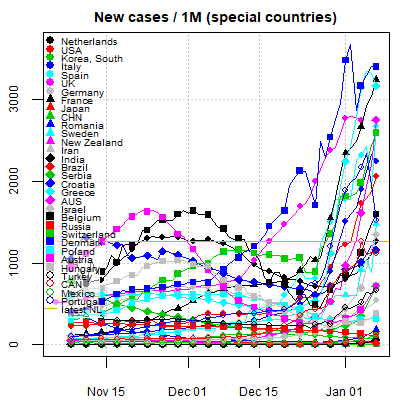 New cases / 1M (special countries)
Netherlands
USA
Korea, South
Italy
Spain
UK
Germany
France
Japan
CHN
Romania
Sweden
New Zealand
Iran
India
Brazil
Serbia
Croatia
Greece
AUS
Israel
Belgium
Russia
Switzerland
Denmark
Poland
Austria
Hungary
Turkey
CAN
Mexico
Portugal
latest NL
0
1000
2000
3000
Nov 15
Dec 01
Dec 15
Jan 01